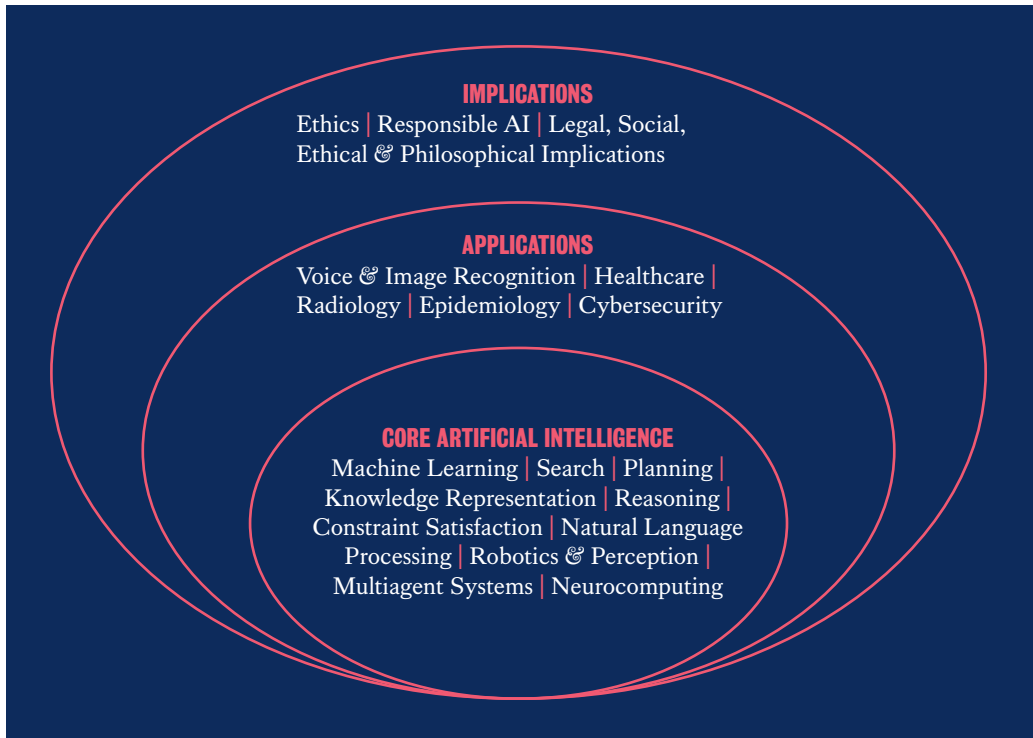 IMPLICATIONS
Ethics | Responsible AI | Legal, Social,
Ethical & Philosophical Implications
APPLICATIONS
Voice & Image Recognition | Healthcare |
Radiology | Epidemiology | Cybersecurity
CORE ARTIFICIAL INTELLIGENCE
Machine Learning | Search | Planning |
Knowledge Representation | Reasoning |
Constraint Satisfaction | Natural Language
Processing | Robotics & Perception |
Multiagent Systems | Neurocomputing